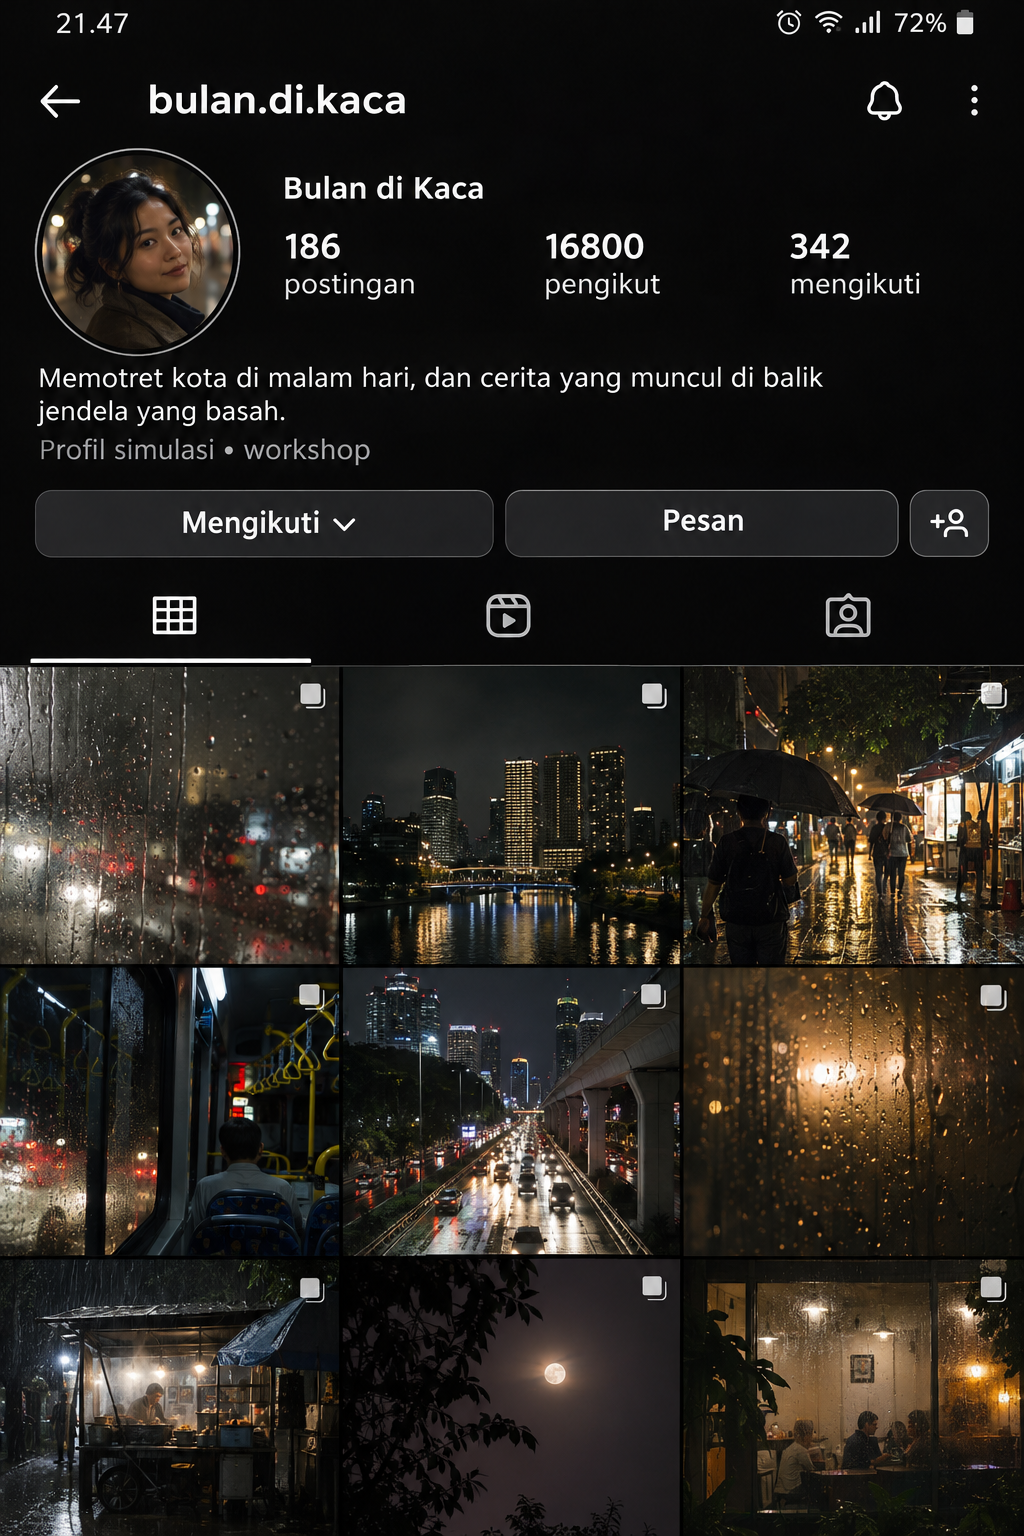 21.47
72%
bulan.di.kaca
Bulan di Kaca
186 16800 342
postingan pengikut mengikuti
Memotret kota di malam hari, dan cerita yang muncul di balik
jendela yang basah.
Profil simulasi • workshop
Mengikuti
Pesan